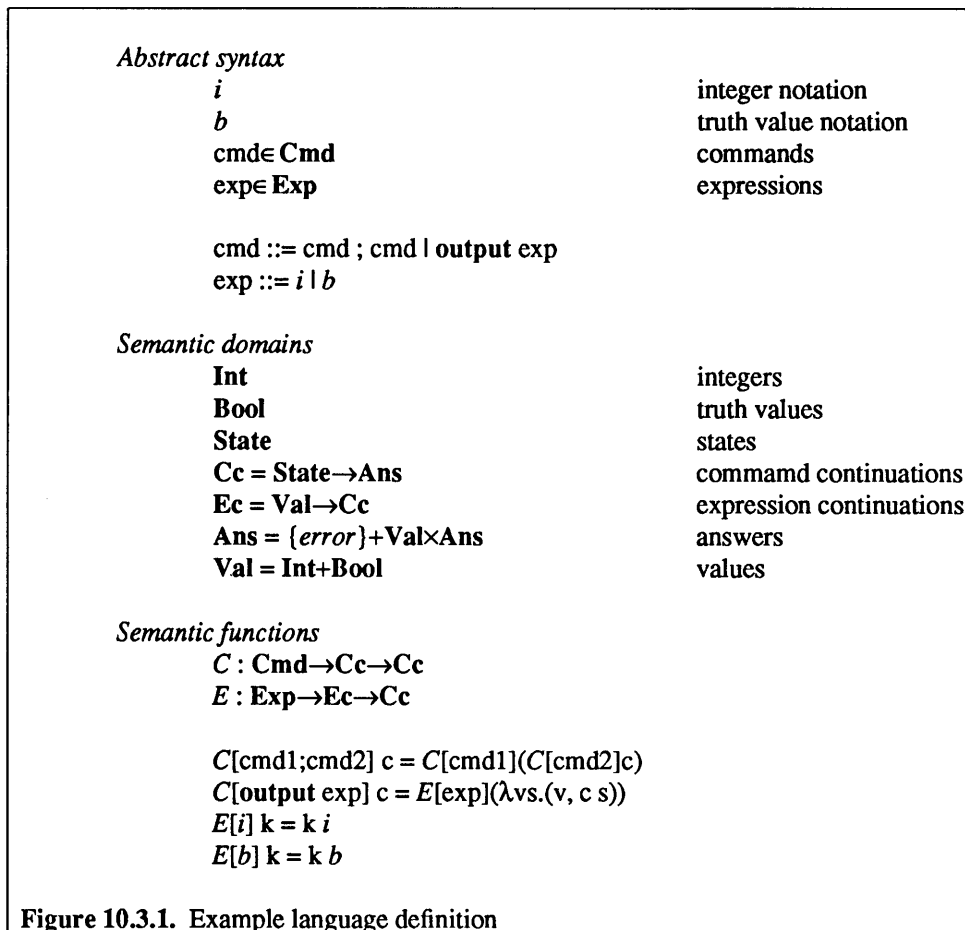 Abstract syntax
i integer notation
b truth value notation
cmd∈Cmd commands
exp∈Exp expressions
cmd ::= cmd ; cmd | output exp
exp ::= i | b
Semantic domains
Int integers
Bool truth values
State states
Cc = State→Ans commamd continuations
Ec = Val→Cc expression continuations
Ans = {error}+Val×Ans answers
Val = Int+Bool values
Semantic functions
C : Cmd→Cc→Cc
E : Exp→Ec→Cc
C[cmd1;cmd2] c = C[cmd1](C[cmd2]c)
C[output exp] c = E[exp](λvs.(v, c s))
E[i] k = k i
E[b] k = k b
Figure 10.3.1. Example language definition